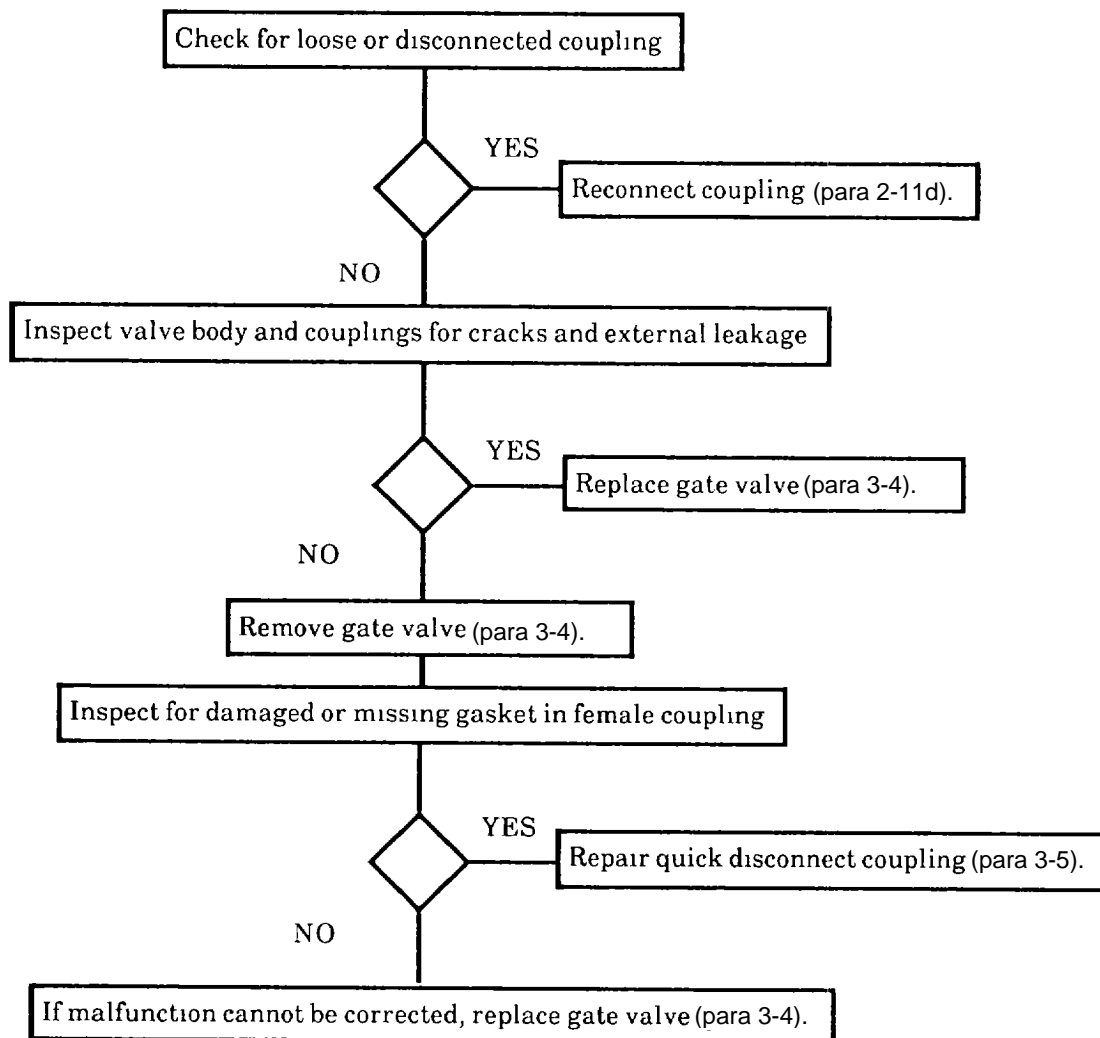 Check for loose or disconnected coupling
YES
Reconnect coupling (para 2-11d).
NO
Inspect valve body and couplings for cracks and external leakage
YES
Replace gate valve (para 3-4).
NO
Remove gate valve (para 3-4).
Inspect for damaged or missing gasket in female coupling
YES
Repair quick disconnect coupling (para 3-5).
NO
If malfunction cannot be corrected, replace gate valve (para 3-4).